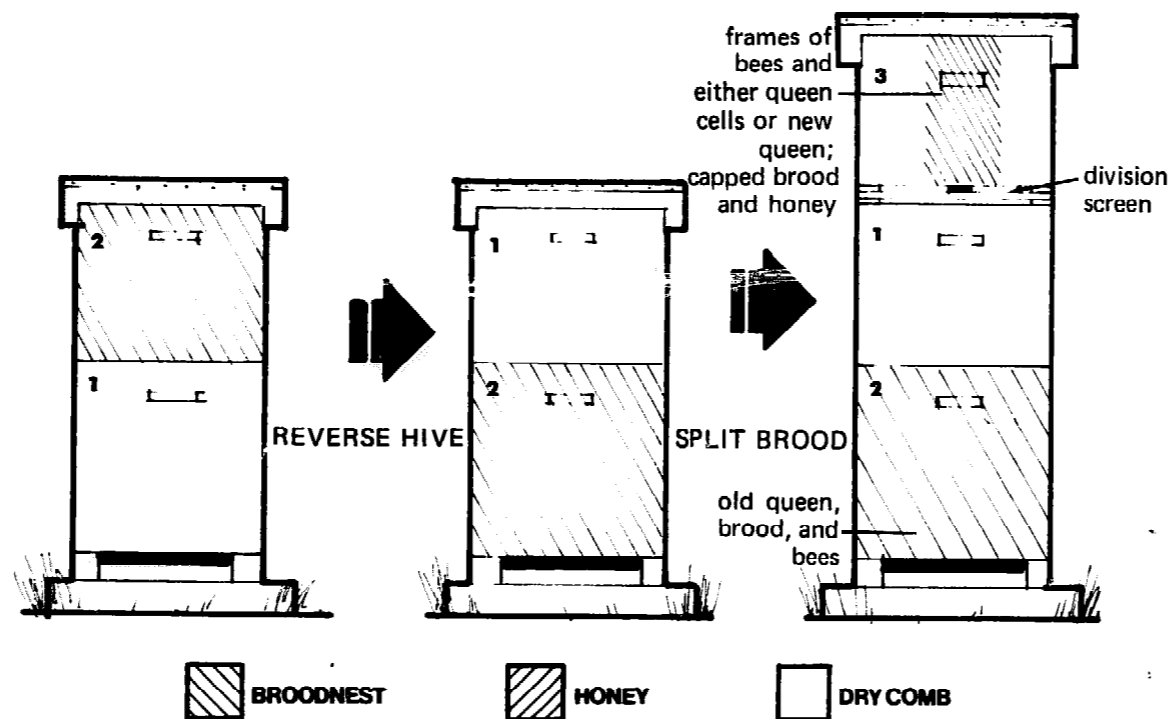 frames of
bees and
either queen
cells or new
queen;
capped brood
and honey
3
division
screen
2
1
1
2
1
2
REVERSE HIVE
SPLIT BROOD
old queen,
brood, and
bees
BROODNEST
HONEY
DRY COMB